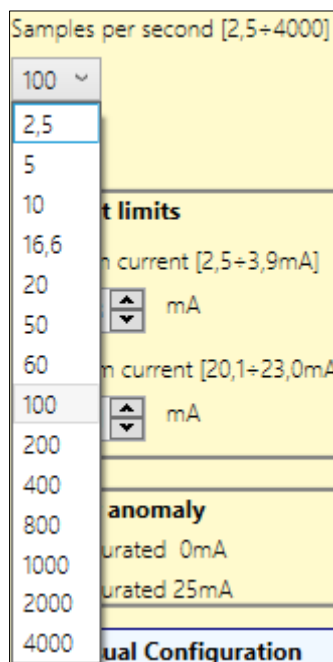 Samples per second [2,5÷4000]
100
2,5
5
10
t limits
16,6
n current [2,5÷3,9mA]
20
mA
50
60
m current [20,1÷23,0mA
100
mA
200
400
800
anomaly
1000
urated 0mA
2000
urated 25mA
4000
ual Configuration